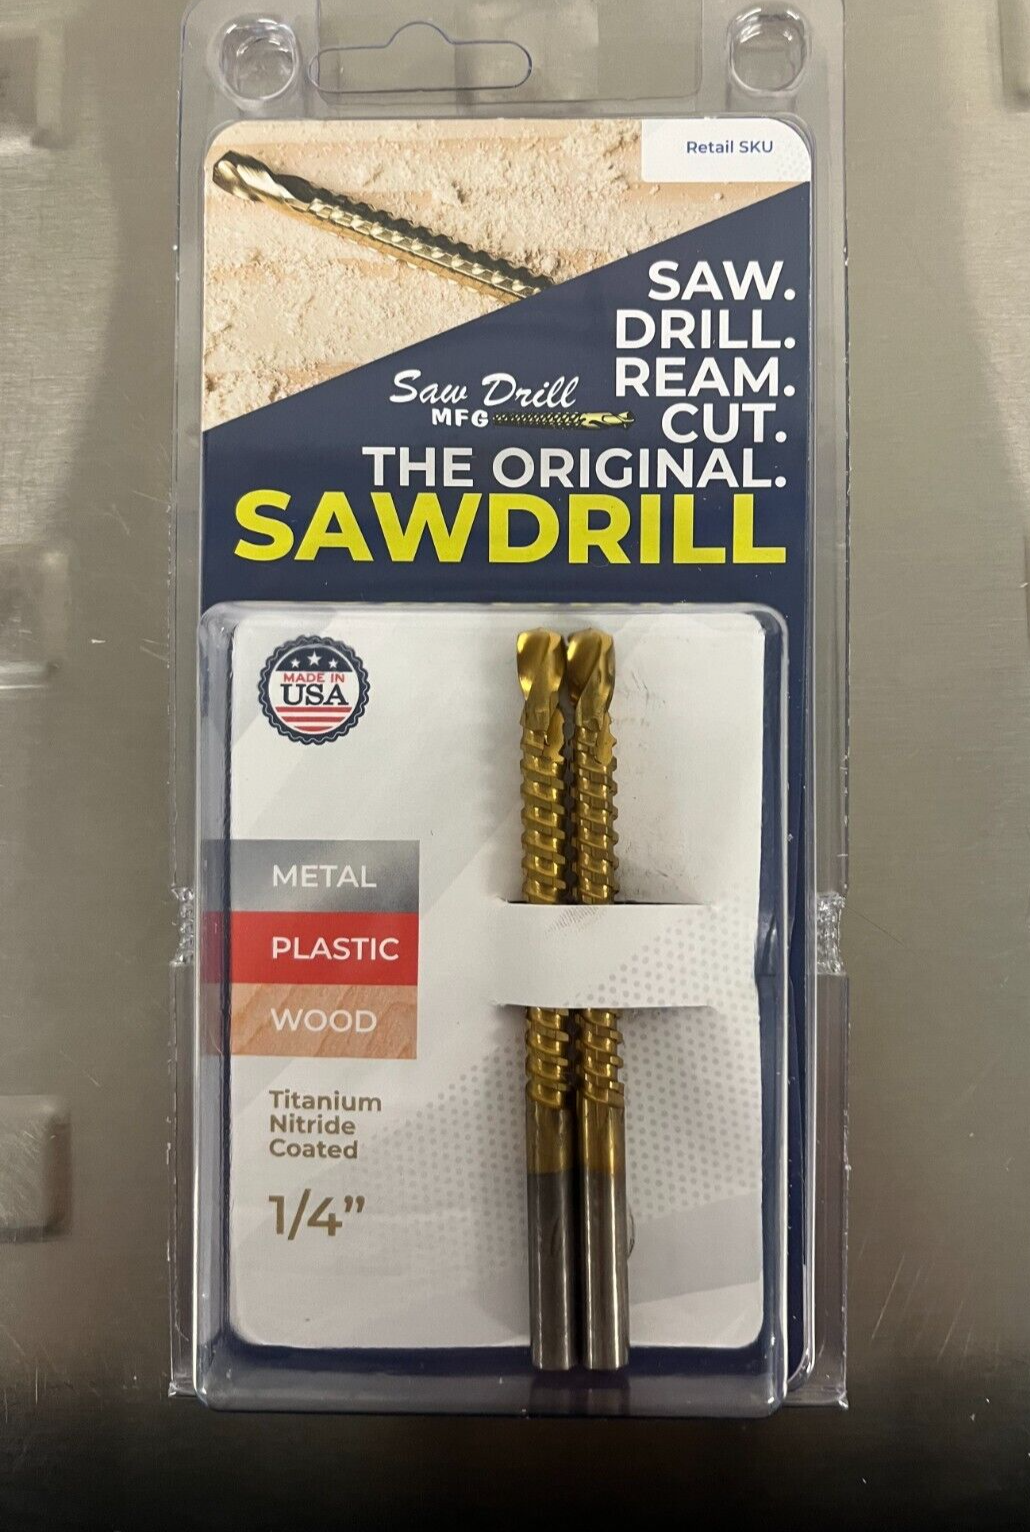 Retail SKU
SAW.
DRILL.
REAM.
CUT.
Saw Drill
MFG
THE ORIGINAL.
SAWDRILL
MADE IN
USA
METAL
PLASTIC
WOOD
Titanium
Nitride
Coated
1/4”